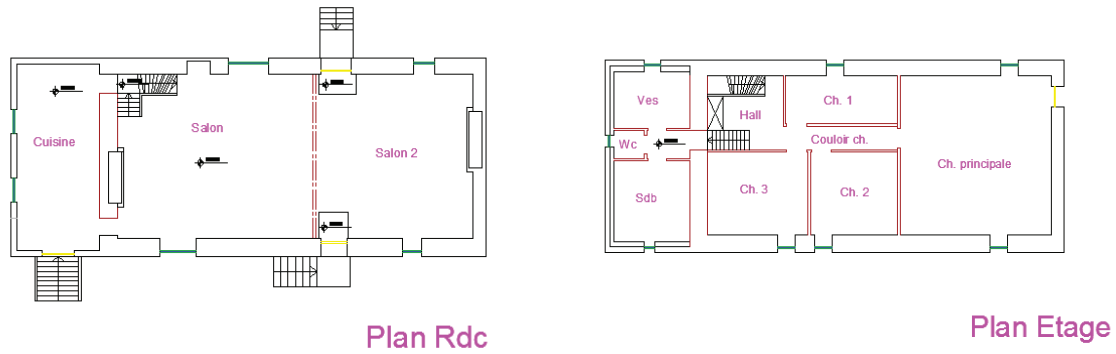 Cuisine
Salon
Salon 2
Plan Rdc
Ves
Hall
Ch. 1
Wc
Couloir ch.
Ch. principale
Sdb
Ch. 3
Ch. 2
Plan Etage